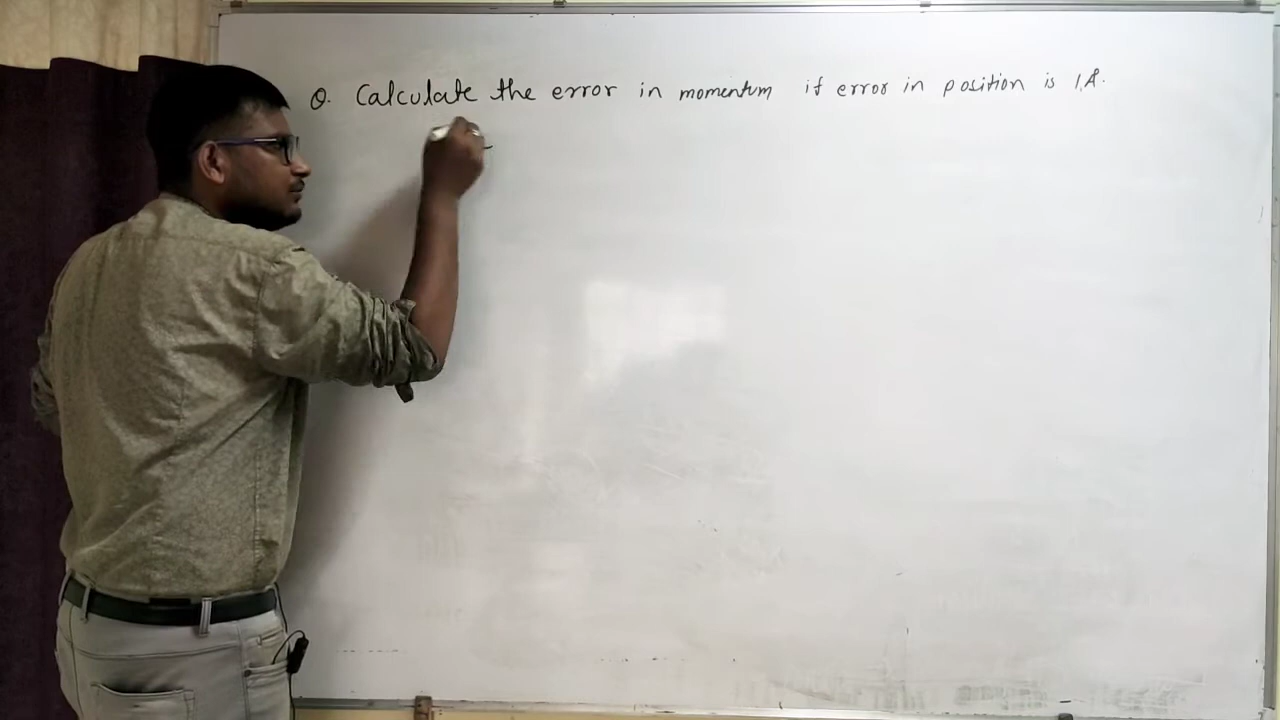 Q. Calculate the error in momentum if error in position is 1Å.